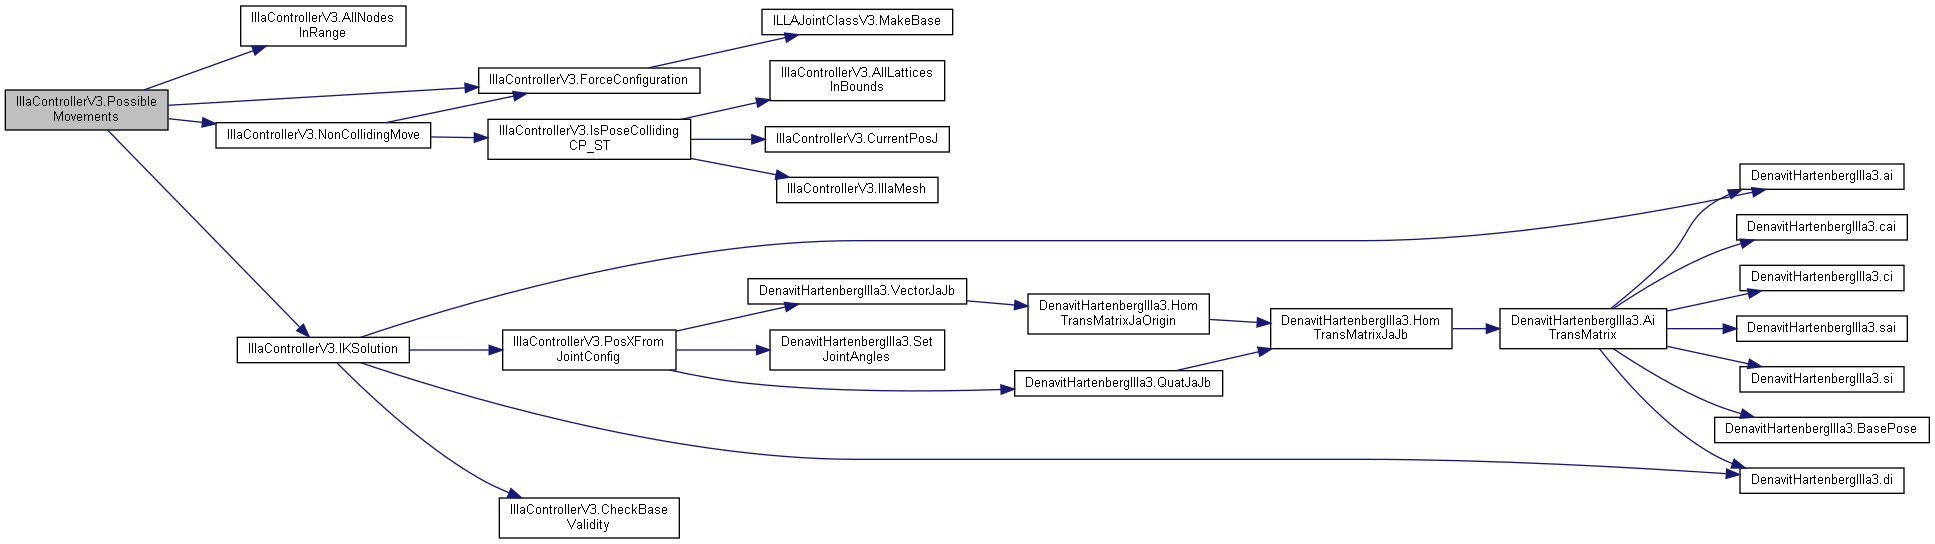 IllaControllerV3.AllNodes
InRange
ILLAJointClassV3.MakeBase
IllaControllerV3.ForceConfiguration
IllaControllerV3.AllLattices
InBounds
IllaControllerV3.Possible
Movements
IllaControllerV3.NonCollidingMove
IllaControllerV3.IsPoseColliding
CP_ST
IllaControllerV3.CurrentPosJ
IllaControllerV3.IllaMesh
DenavitHartenbergIlla3.ai
DenavitHartenbergIlla3.cai
DenavitHartenbergIlla3.ci
DenavitHartenbergIlla3.VectorJaJb
DenavitHartenbergIlla3.Hom
TransMatrixJaOrigin
DenavitHartenbergIlla3.Hom
TransMatrixJaJb
DenavitHartenbergIlla3.Ai
TransMatrix
DenavitHartenbergIlla3.sai
IllaControllerV3.IKSolution
IllaControllerV3.PosXFrom
JointConfig
DenavitHartenbergIlla3.Set
JointAngles
DenavitHartenbergIlla3.QuatJaJb
DenavitHartenbergIlla3.si
DenavitHartenbergIlla3.BasePose
DenavitHartenbergIlla3.di
IllaControllerV3.CheckBase
Validity